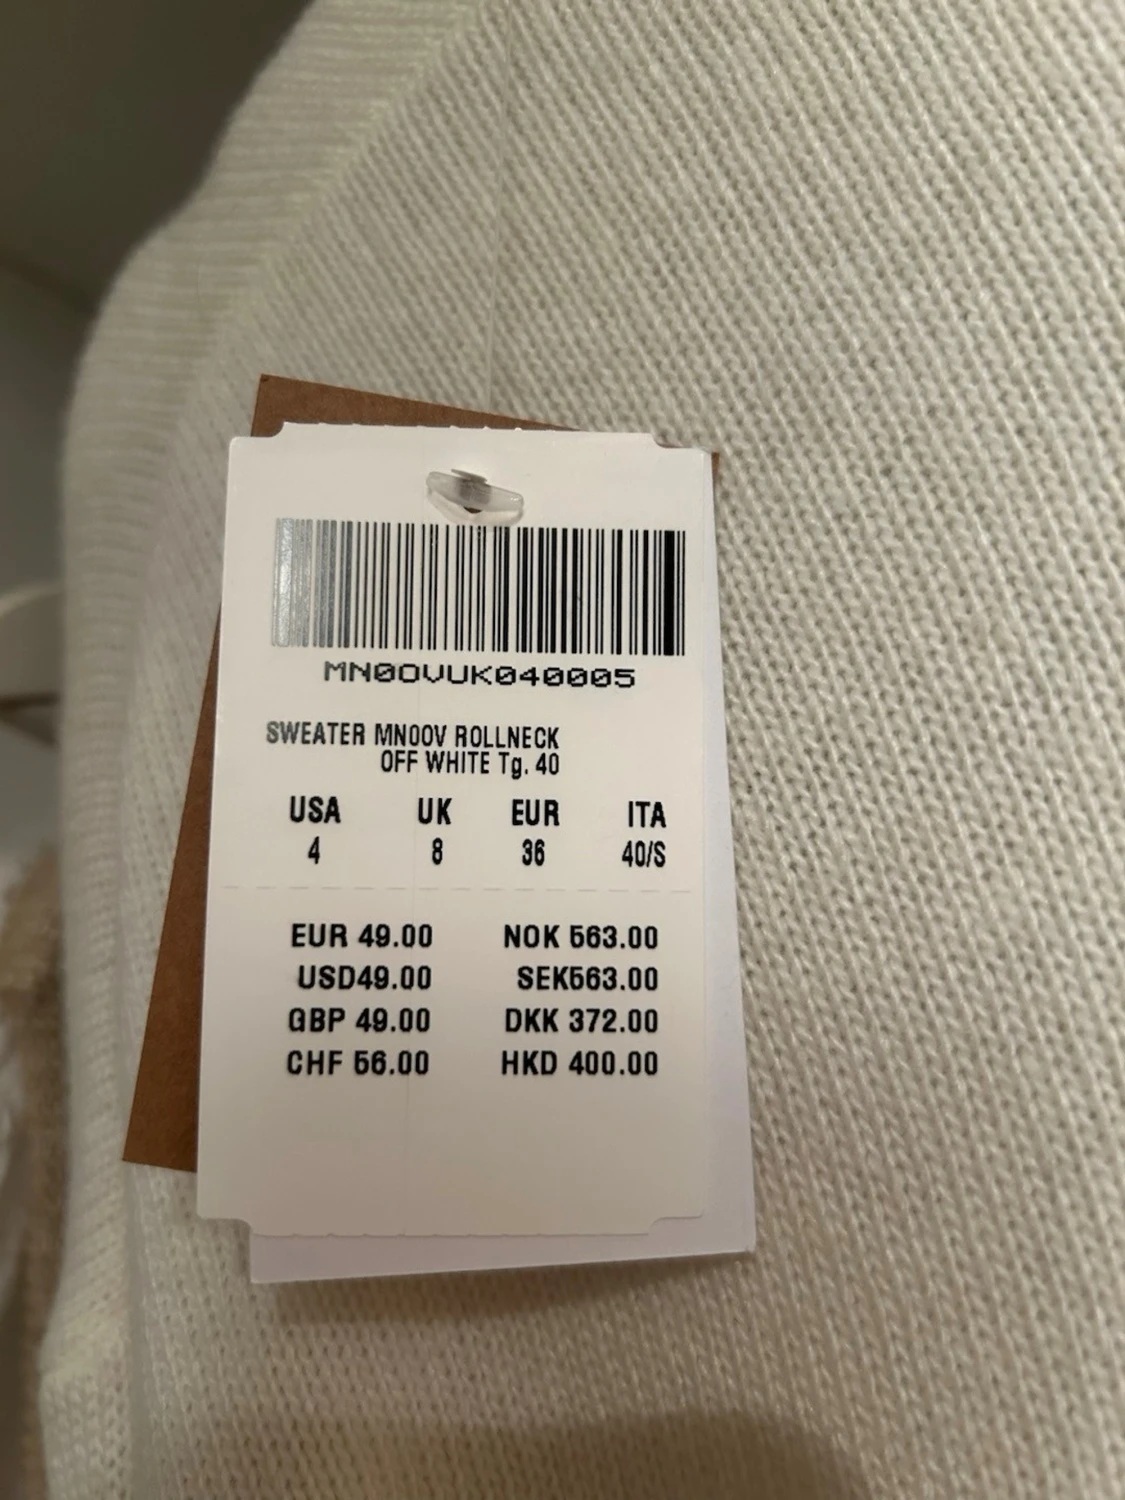 MN0OVUK040005
SWEATER MN00V ROLLNECK
OFF WHITE Tg. 40
USA UK EUR ITA
4 8 36 40/S
EUR 49.00 NOK 563.00
USD49.00 SEK563.00
GBP 49.00 DKK 372.00
CHF 56.00 HKD 400.00